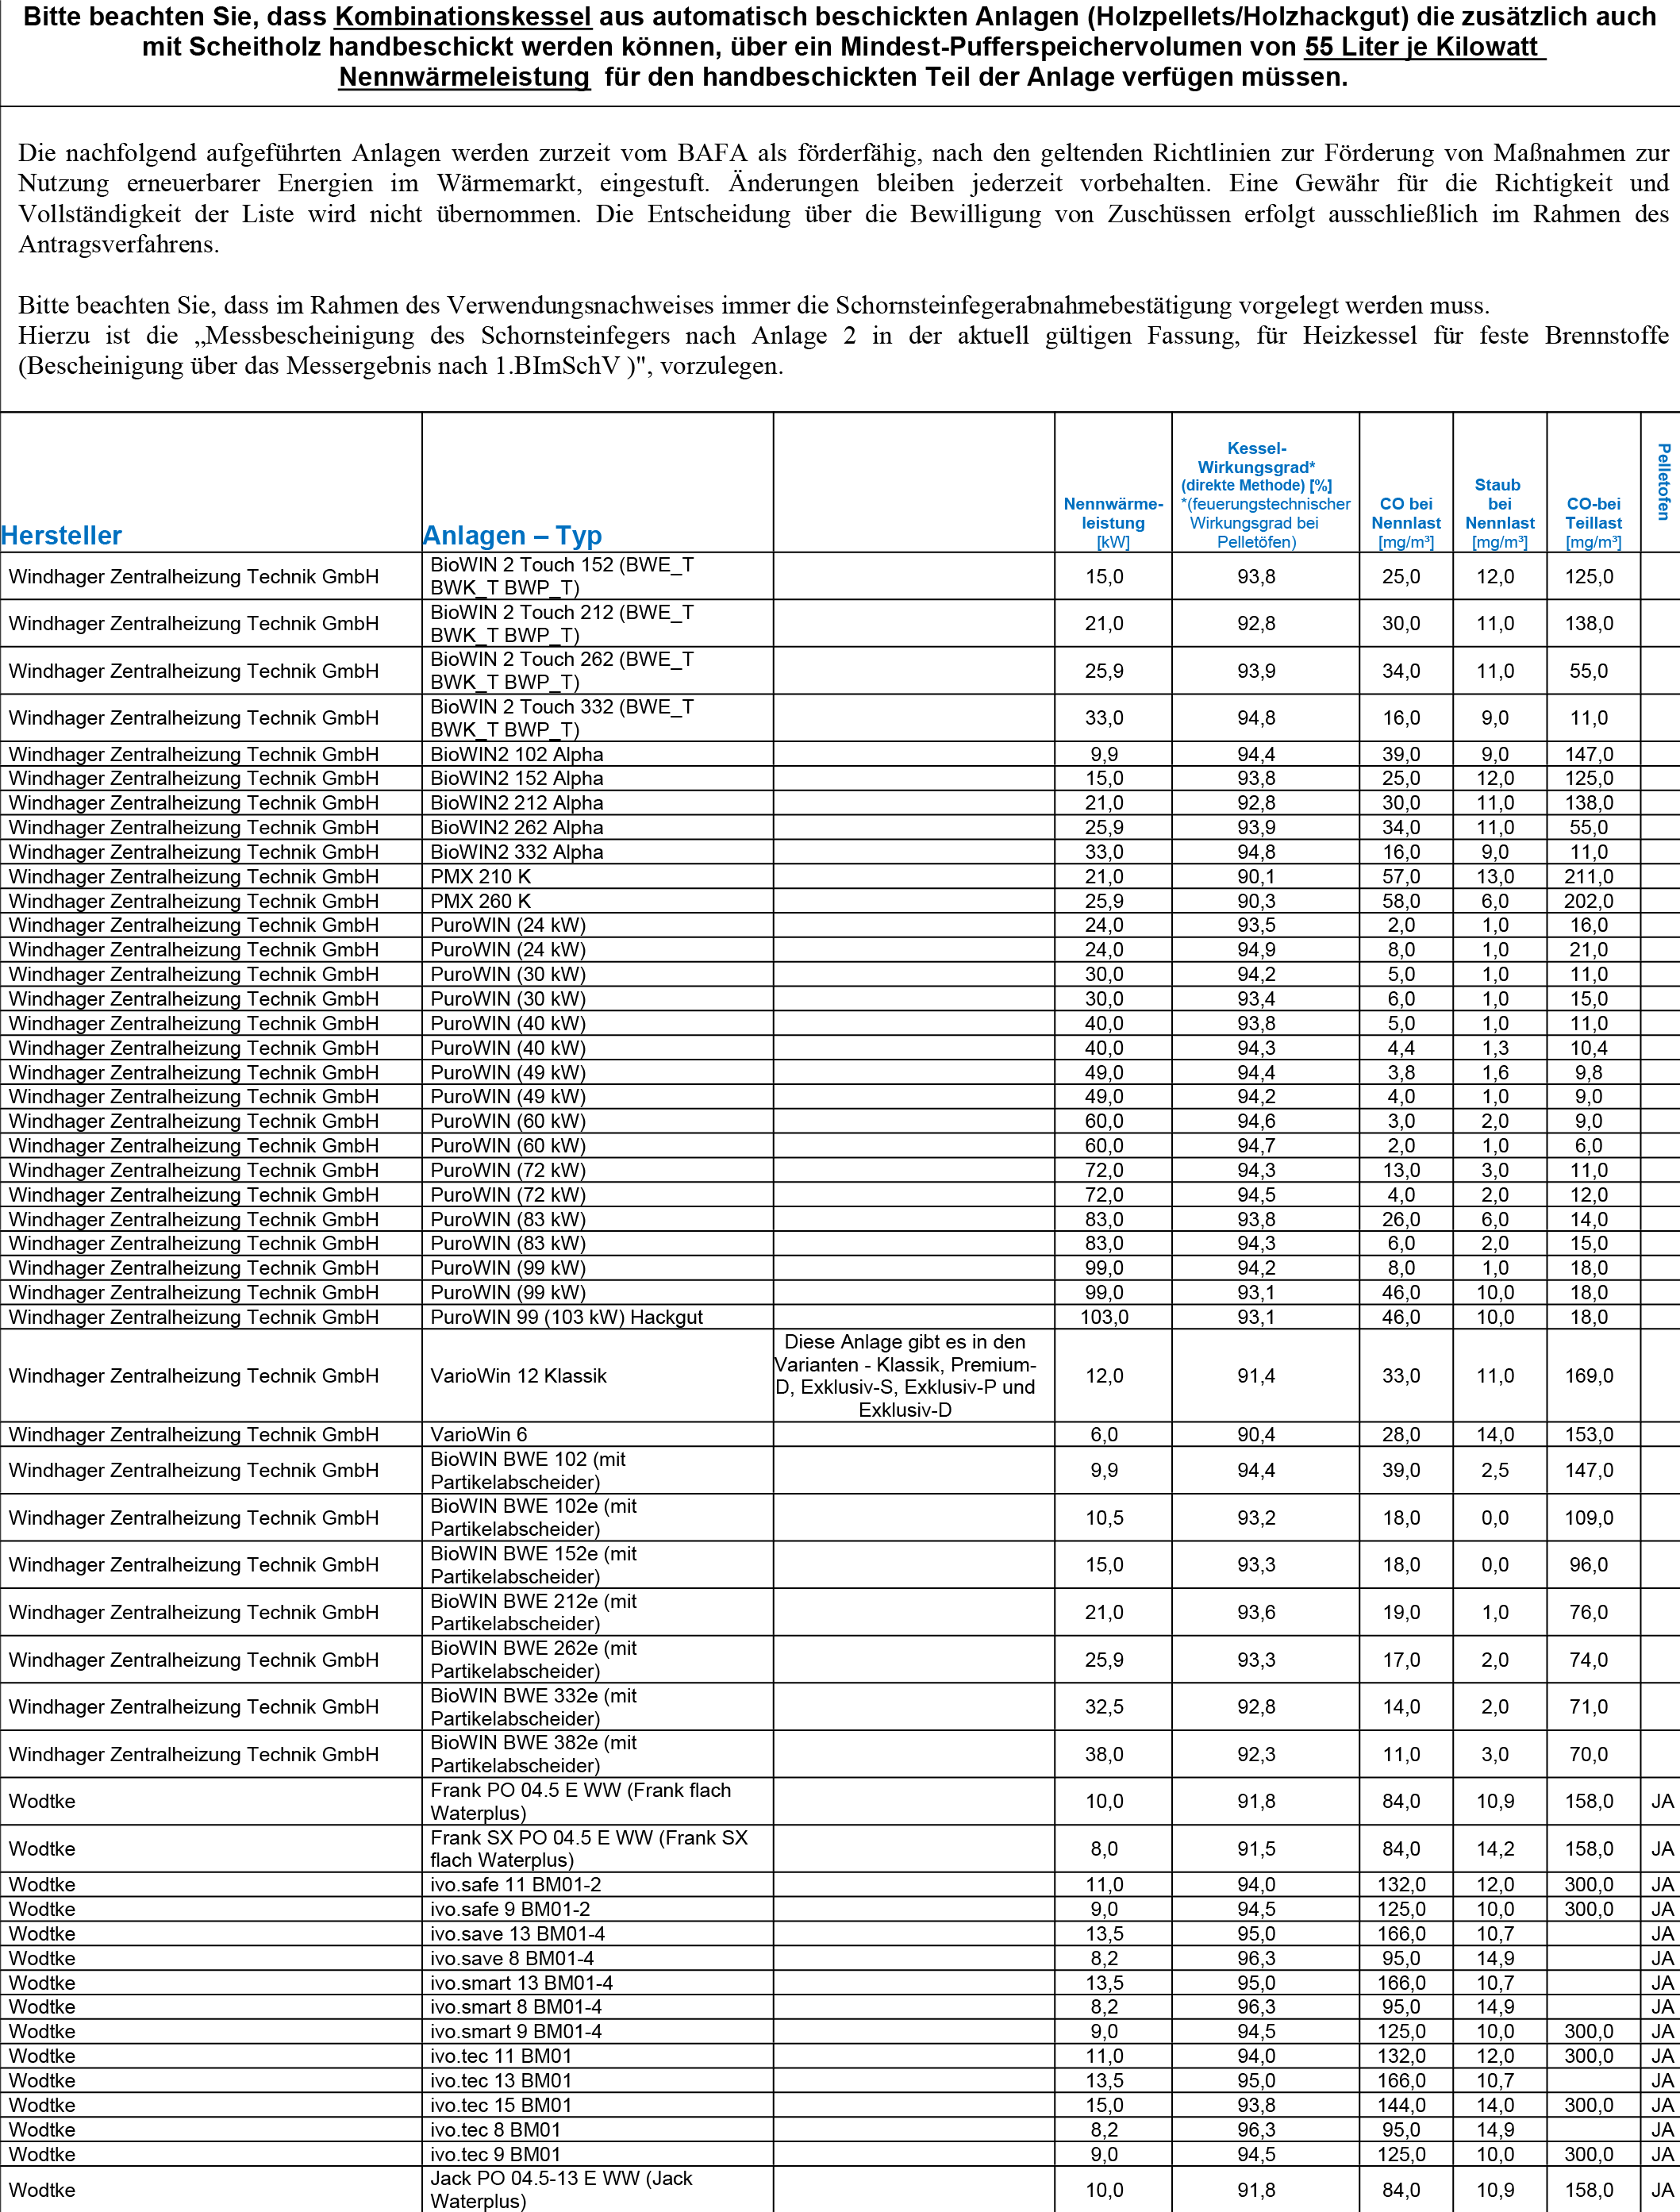 Bitte beachten Sie, dass Kombinationskessel aus automatisch beschickten Anlagen (Holzpellets/Holzhackgut) die zusätzlich auch
mit Scheitholz handbeschickt werden können, über ein Mindest-Pufferspeichervolumen von 55 Liter je Kilowatt
Nennwärmeleistung für den handbeschickten Teil der Anlage verfügen müssen.
Die nachfolgend aufgeführten Anlagen werden zurzeit vom BAFA als förderfähig, nach den geltenden Richtlinien zur Förderung von Maßnahmen zur
Nutzung erneuerbarer Energien im Wärmemarkt, eingestuft. Änderungen bleiben jederzeit vorbehalten. Eine Gewähr für die Richtigkeit und
Vollständigkeit der Liste wird nicht übernommen. Die Entscheidung über die Bewilligung von Zuschüssen erfolgt ausschließlich im Rahmen des
Antragsverfahrens.
Bitte beachten Sie, dass im Rahmen des Verwendungsnachweises immer die Schornsteinfegerabnahmebestätigung vorgelegt werden muss.
Hierzu ist die „Messbescheinigung des Schornsteinfegers nach Anlage 2 in der aktuell gültigen Fassung, für Heizkessel für feste Brennstoffe
(Bescheinigung über das Messergebnis nach 1.BImSchV )", vorzulegen.
Hersteller
Anlagen – Typ
Nennwärme-
leistung
[kW]
Kessel-
Wirkungsgrad*
(direkte Methode) [%]
*(feuerungstechnischer
Wirkungsgrad bei
Pelletöfen)
CO bei
Nennlast
[mg/m³]
Staub
bei
Nennlast
[mg/m³]
CO-bei
Teillast
[mg/m³]
Pelletofen
Windhager Zentralheizung Technik GmbH BioWIN 2 Touch 152 (BWE_T
BWK_T BWP_T) 15,0 93,8 25,0 12,0 125,0
Windhager Zentralheizung Technik GmbH BioWIN 2 Touch 212 (BWE_T
BWK_T BWP_T) 21,0 92,8 30,0 11,0 138,0
Windhager Zentralheizung Technik GmbH BioWIN 2 Touch 262 (BWE_T
BWK_T BWP_T) 25,9 93,9 34,0 11,0 55,0
Windhager Zentralheizung Technik GmbH BioWIN 2 Touch 332 (BWE_T
BWK_T BWP_T) 33,0 94,8 16,0 9,0 11,0
Windhager Zentralheizung Technik GmbH BioWIN2 102 Alpha 9,9 94,4 39,0 9,0 147,0
Windhager Zentralheizung Technik GmbH BioWIN2 152 Alpha 15,0 93,8 25,0 12,0 125,0
Windhager Zentralheizung Technik GmbH BioWIN2 212 Alpha 21,0 92,8 30,0 11,0 138,0
Windhager Zentralheizung Technik GmbH BioWIN2 262 Alpha 25,9 93,9 34,0 11,0 55,0
Windhager Zentralheizung Technik GmbH BioWIN2 332 Alpha 33,0 94,8 16,0 9,0 11,0
Windhager Zentralheizung Technik GmbH PMX 210 K 21,0 90,1 57,0 13,0 211,0
Windhager Zentralheizung Technik GmbH PMX 260 K 25,9 90,3 58,0 6,0 202,0
Windhager Zentralheizung Technik GmbH PuroWIN (24 kW) 24,0 93,5 2,0 1,0 16,0
Windhager Zentralheizung Technik GmbH PuroWIN (24 kW) 24,0 94,9 8,0 1,0 21,0
Windhager Zentralheizung Technik GmbH PuroWIN (30 kW) 30,0 94,2 5,0 1,0 11,0
Windhager Zentralheizung Technik GmbH PuroWIN (30 kW) 30,0 93,4 6,0 1,0 15,0
Windhager Zentralheizung Technik GmbH PuroWIN (40 kW) 40,0 93,8 5,0 1,0 11,0
Windhager Zentralheizung Technik GmbH PuroWIN (40 kW) 40,0 94,3 4,4 1,3 10,4
Windhager Zentralheizung Technik GmbH PuroWIN (49 kW) 49,0 94,4 3,8 1,6 9,8
Windhager Zentralheizung Technik GmbH PuroWIN (49 kW) 49,0 94,2 4,0 1,0 9,0
Windhager Zentralheizung Technik GmbH PuroWIN (60 kW) 60,0 94,6 3,0 2,0 9,0
Windhager Zentralheizung Technik GmbH PuroWIN (60 kW) 60,0 94,7 2,0 1,0 6,0
Windhager Zentralheizung Technik GmbH PuroWIN (72 kW) 72,0 94,3 13,0 3,0 11,0
Windhager Zentralheizung Technik GmbH PuroWIN (72 kW) 72,0 94,5 4,0 2,0 12,0
Windhager Zentralheizung Technik GmbH PuroWIN (83 kW) 83,0 93,8 26,0 6,0 14,0
Windhager Zentralheizung Technik GmbH PuroWIN (83 kW) 83,0 94,3 6,0 2,0 15,0
Windhager Zentralheizung Technik GmbH PuroWIN (99 kW) 99,0 94,2 8,0 1,0 18,0
Windhager Zentralheizung Technik GmbH PuroWIN (99 kW) 99,0 93,1 46,0 10,0 18,0
Windhager Zentralheizung Technik GmbH PuroWIN 99 (103 kW) Hackgut 103,0 93,1 46,0 10,0 18,0
Windhager Zentralheizung Technik GmbH VarioWin 12 Klassik Diese Anlage gibt es in den
Varianten - Klassik, Premium-
D, Exklusiv-S, Exklusiv-P und
Exklusiv-D 12,0 91,4 33,0 11,0 169,0
Windhager Zentralheizung Technik GmbH VarioWin 6 6,0 90,4 28,0 14,0 153,0
Windhager Zentralheizung Technik GmbH BioWIN BWE 102 (mit
Partikelabscheider) 9,9 94,4 39,0 2,5 147,0
Windhager Zentralheizung Technik GmbH BioWIN BWE 102e (mit
Partikelabscheider) 10,5 93,2 18,0 0,0 109,0
Windhager Zentralheizung Technik GmbH BioWIN BWE 152e (mit
Partikelabscheider) 15,0 93,3 18,0 0,0 96,0
Windhager Zentralheizung Technik GmbH BioWIN BWE 212e (mit
Partikelabscheider) 21,0 93,6 19,0 1,0 76,0
Windhager Zentralheizung Technik GmbH BioWIN BWE 262e (mit
Partikelabscheider) 25,9 93,3 17,0 2,0 74,0
Windhager Zentralheizung Technik GmbH BioWIN BWE 332e (mit
Partikelabscheider) 32,5 92,8 14,0 2,0 71,0
Windhager Zentralheizung Technik GmbH BioWIN BWE 382e (mit
Partikelabscheider) 38,0 92,3 11,0 3,0 70,0
Wodtke Frank PO 04.5 E WW (Frank flach
Waterplus) 10,0 91,8 84,0 10,9 158,0 JA
Wodtke Frank SX PO 04.5 E WW (Frank SX
flach Waterplus) 8,0 91,5 84,0 14,2 158,0 JA
Wodtke ivo.safe 11 BM01-2 11,0 94,0 132,0 12,0 300,0 JA
Wodtke ivo.safe 9 BM01-2 9,0 94,5 125,0 10,0 300,0 JA
Wodtke ivo.save 13 BM01-4 13,5 95,0 166,0 10,7 JA
Wodtke ivo.save 8 BM01-4 8,2 96,3 95,0 14,9 JA
Wodtke ivo.smart 13 BM01-4 13,5 95,0 166,0 10,7 JA
Wodtke ivo.smart 8 BM01-4 8,2 96,3 95,0 14,9 JA
Wodtke ivo.smart 9 BM01-4 9,0 94,5 125,0 10,0 300,0 JA
Wodtke ivo.tec 11 BM01 11,0 94,0 132,0 12,0 300,0 JA
Wodtke ivo.tec 13 BM01 13,5 95,0 166,0 10,7 JA
Wodtke ivo.tec 15 BM01 15,0 93,8 144,0 14,0 300,0 JA
Wodtke ivo.tec 8 BM01 8,2 96,3 95,0 14,9 JA
Wodtke ivo.tec 9 BM01 9,0 94,5 125,0 10,0 300,0 JA
Wodtke Jack PO 04.5-13 E WW (Jack
Waterplus) 10,0 91,8 84,0 10,9 158,0 JA